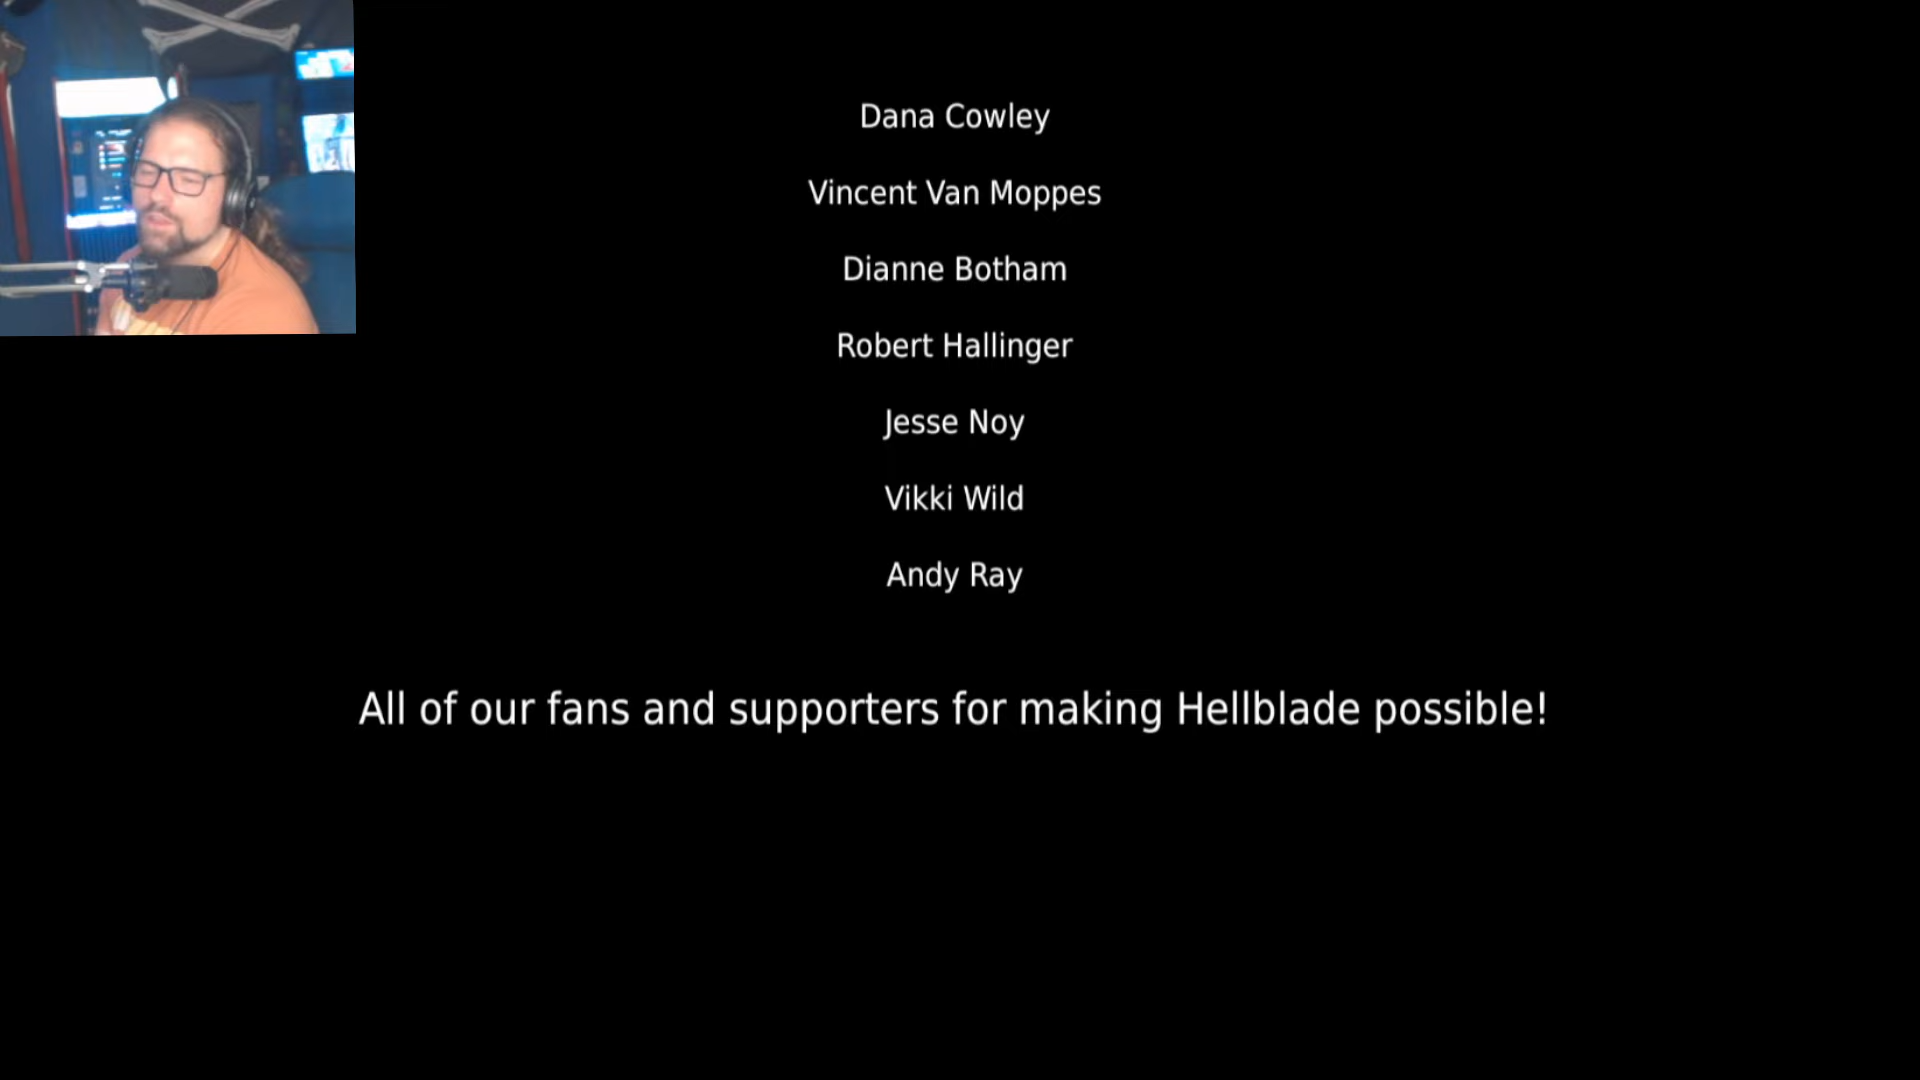 Dana Cowley
Vincent Van Moppes
Dianne Botham
Robert Hallinger
Jesse Noy
Vikki Wild
Andy Ray
All of our fans and supporters for making Hellblade possible!